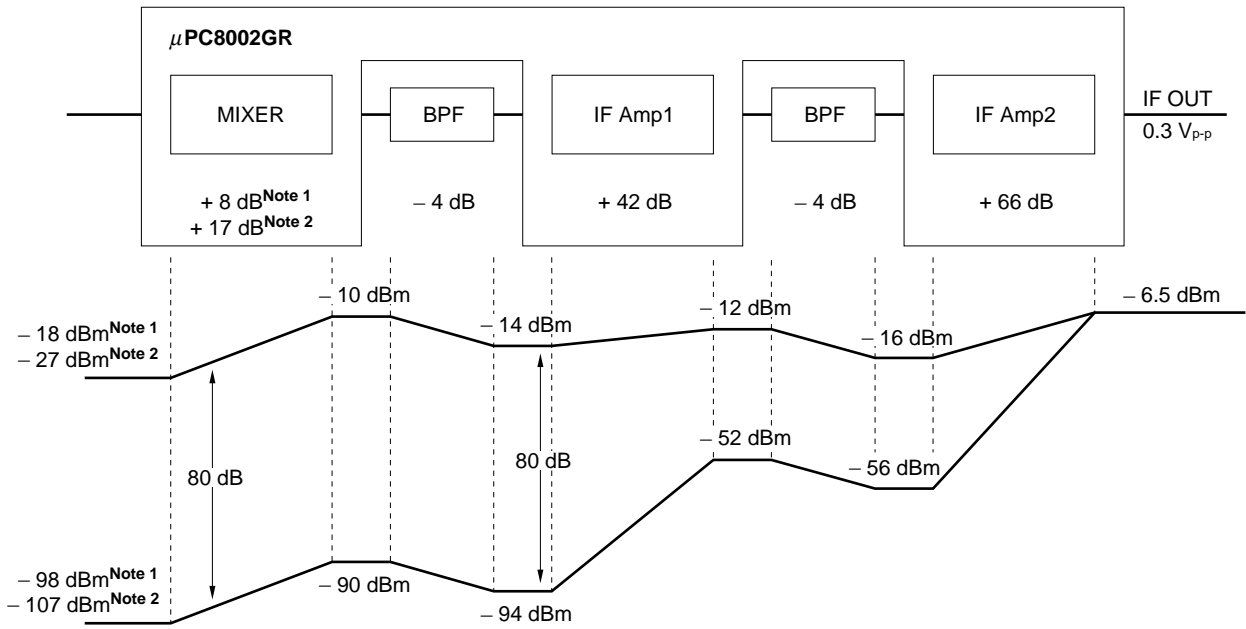 μPC8002GR
MIXER
BPF
IF Amp1
BPF
IF Amp2
IF OUT
0.3 Vp-p
+ 8 dBNote 1
+ 17 dBNote 2
– 4 dB
+ 42 dB
– 4 dB
+ 66 dB
– 10 dBm
– 12 dBm
– 6.5 dBm
– 18 dBmNote 1
– 27 dBmNote 2
– 14 dBm
– 16 dBm
80 dB
80 dB
– 52 dBm
– 56 dBm
– 98 dBmNote 1
– 107 dBmNote 2
– 90 dBm
– 94 dBm